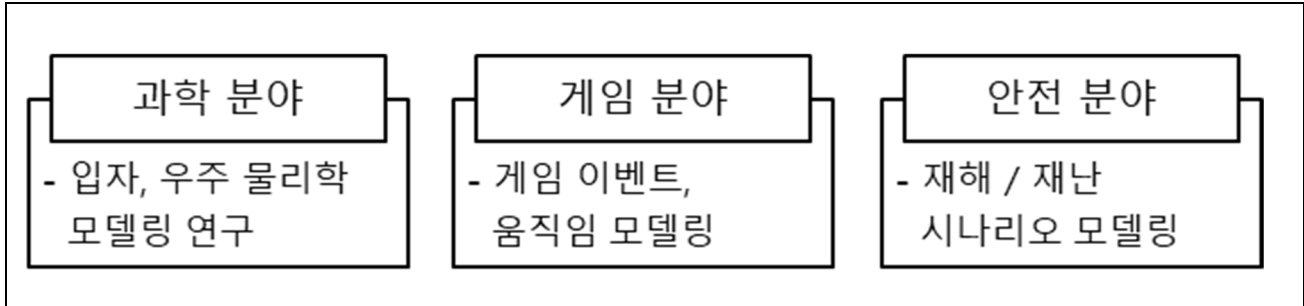 과학 분야
- 입자, 우주 물리학
모델링 연구
게임 분야
- 게임 이벤트,
움직임 모델링
안전 분야
- 재해 / 재난
시나리오 모델링